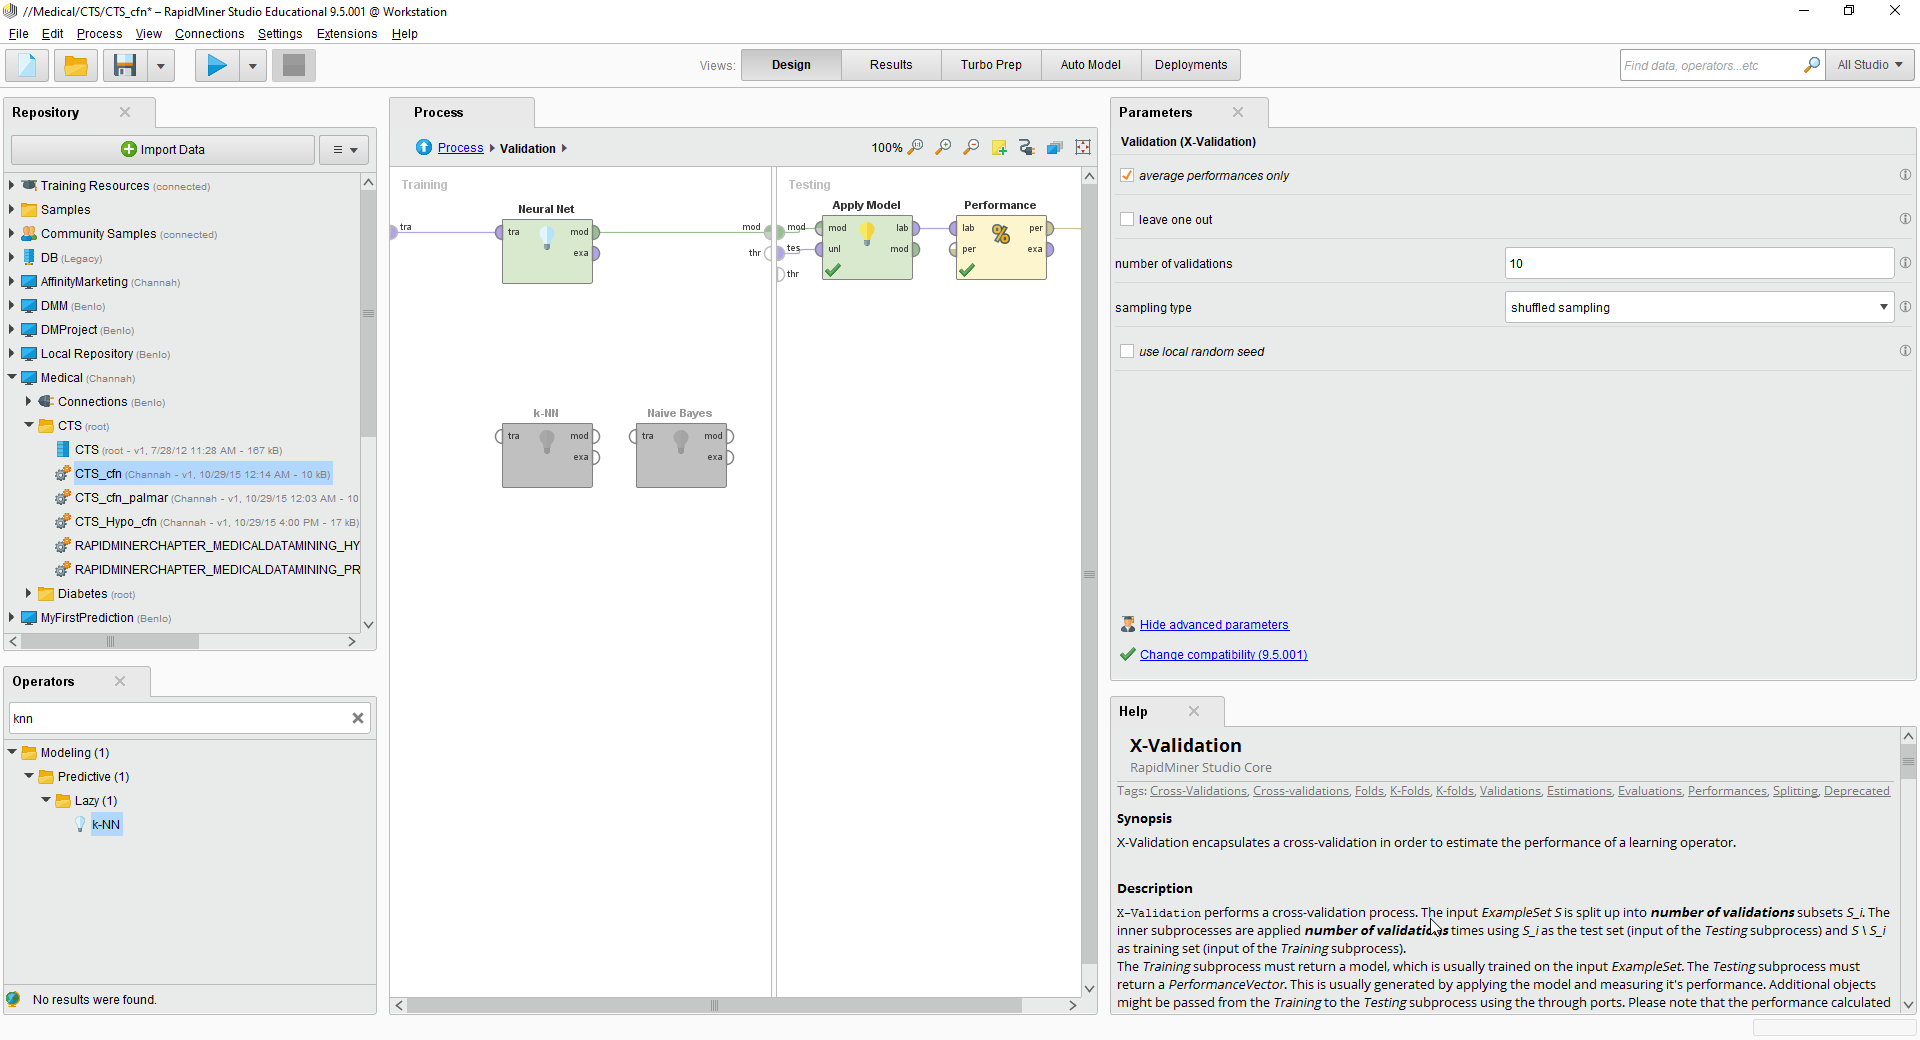 //Medical/CTS/CTS_cfn* – RapidMiner Studio Educational 9.5.001 @ Workstation
File Edit Process View Connections Settings Extensions Help
Views: Design Results Turbo Prep Auto Model Deployments
Find data, operators...etc All Studio
Repository
Import Data
Training Resources (connected)
Samples
Community Samples (connected)
DB (Legacy)
AffinityMarketing (Channah)
DMM (Benlo)
DMProject (Benlo)
Local Repository (Benlo)
Medical (Channah)
Connections (Benlo)
CTS (root)
CTS (root - v1, 7/28/12 11:28 AM - 167 kB)
CTS_cfn (Channah - v1, 10/29/15 12:14 AM - 10 kB)
CTS_cfn_palmar (Channah - v1, 10/29/15 12:03 AM - 10
CTS_Hypo_cfn (Channah - v1, 10/29/15 4:00 PM - 17 kB)
RAPIDMINERCHAPTER_MEDICALDATAMINING_HY
RAPIDMINERCHAPTER_MEDICALDATAMINING_PR
Diabetes (root)
MyFirstPrediction (Benlo)
Operators
knn
Modeling (1)
Predictive (1)
Lazy (1)
k-NN
No results were found.
Process
Process Validation
100%
Training
tra
Neural Net
tra mod
exa
mod
thr
k-NN
tra mod
exa
Naive Bayes
tra mod
exa
Testing
mod
tes
thr
Apply Model
mod lab
unl mod
Performance
lab per
per exa
Parameters
Validation (X-Validation)
average performances only
leave one out
number of validations 10
sampling type shuffled sampling
use local random seed
Hide advanced parameters
Change compatibility (9.5.001)
Help
X-Validation
RapidMiner Studio Core
Tags: Cross-Validations, Cross-validations, Folds, K-Folds, K-folds, Validations, Estimations, Evaluations, Performances, Splitting, Deprecated
Synopsis
X-Validation encapsulates a cross-validation in order to estimate the performance of a learning operator.
Description
X-Validation performs a cross-validation process. The input ExampleSet S is split up into number of validations subsets S_i. The
inner subprocesses are applied number of validations times using S_i as the test set (input of the Testing subprocess) and S \ S_i
as training set (input of the Training subprocess).
The Training subprocess must return a model, which is usually trained on the input ExampleSet. The Testing subprocess must
return a PerformanceVector. This is usually generated by applying the model and measuring it's performance. Additional objects
might be passed from the Training to the Testing subprocess using the through ports. Please note that the performance calculated